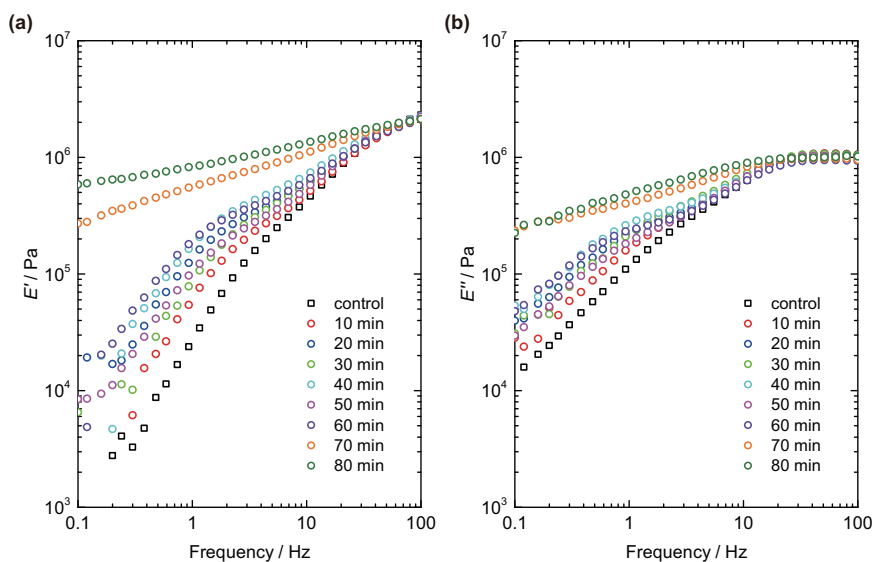 (a)
10⁷
10⁶
10⁵
10⁴
10³
E′ / Pa
0.1 1 10 100
Frequency / Hz
control
10 min
20 min
30 min
40 min
50 min
60 min
70 min
80 min
(b)
10⁷
10⁶
10⁵
10⁴
10³
E″ / Pa
0.1 1 10 100
Frequency / Hz
control
10 min
20 min
30 min
40 min
50 min
60 min
70 min
80 min